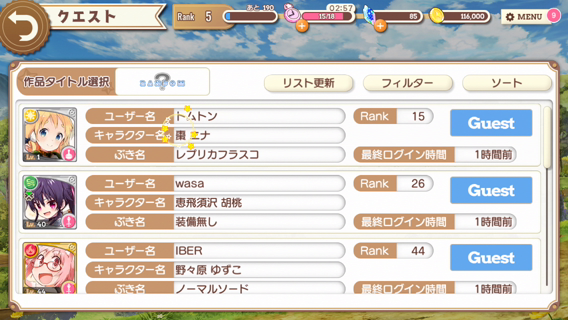 クエスト
Rank 5
あと 190
02:57
15/18
85
116,000
MENU
9
作品タイトル選択
RANDOM
リスト更新
フィルター
ソート
ユーザー名
トムトン
Rank 15
キャラクター名
棗 エナ
ぶき名
レプリカフラスコ
最終ログイン時間 1時間前
Guest
Lv. 1
ユーザー名
wasa
Rank 26
キャラクター名
恵飛須沢 胡桃
ぶき名
装備無し
最終ログイン時間 1時間前
Guest
Lv. 40
ユーザー名
IBER
Rank 44
キャラクター名
野々原 ゆずこ
ぶき名
ノーマルソード
最終ログイン時間 1時間前
Guest